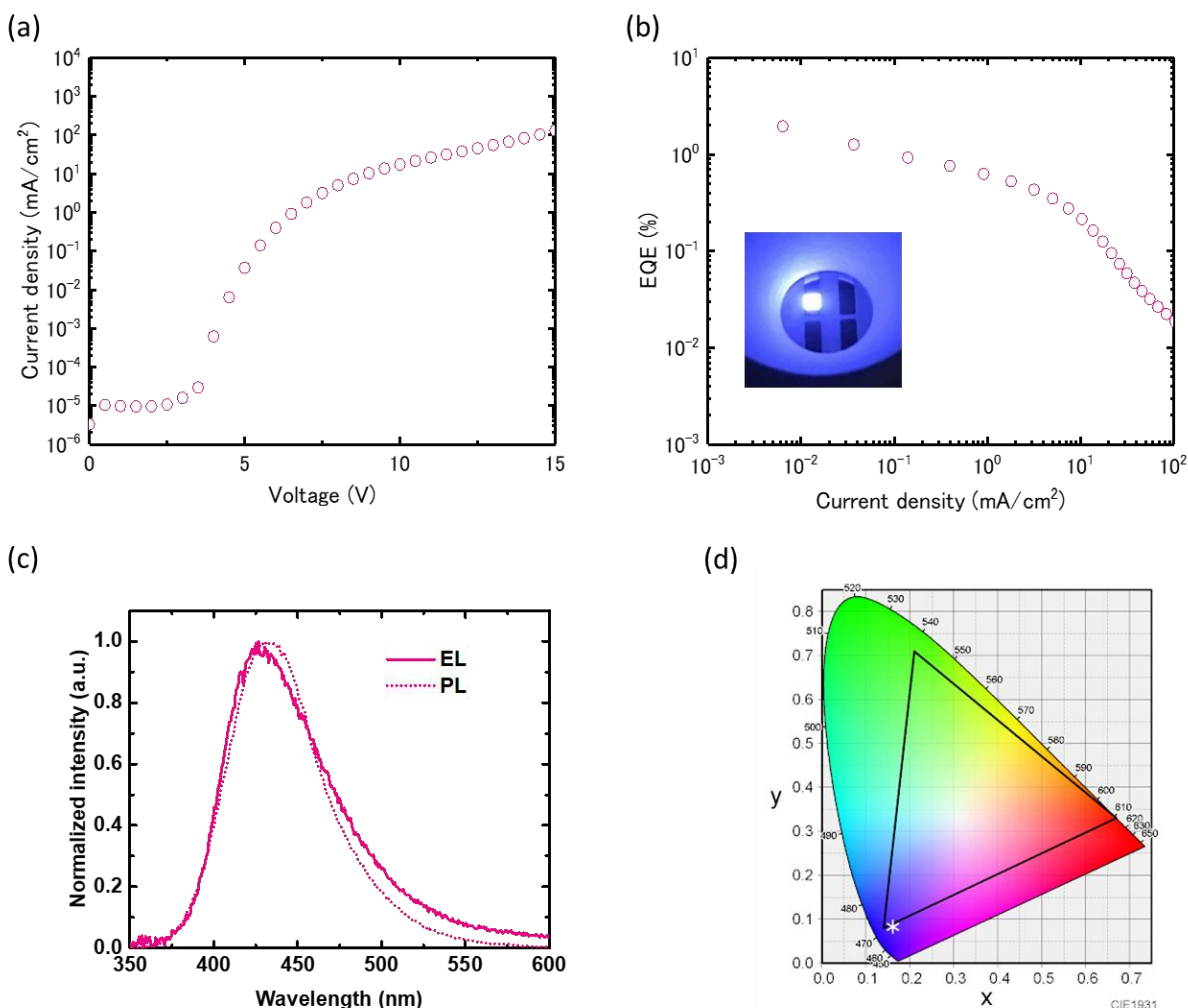 (a)
10⁴
10³
10²
10¹
10⁰
10⁻¹
10⁻²
10⁻³
10⁻⁴
10⁻⁵
10⁻⁶
Current density (mA/cm²)
0 5 10 15
Voltage (V)
(b)
10¹
10⁰
10⁻¹
10⁻²
10⁻³
EQE (%)
10⁻³ 10⁻² 10⁻¹ 10⁰ 10¹ 10²
Current density (mA/cm²)
(c)
1.0
0.8
0.6
0.4
0.2
0.0
Normalized intensity (a.u.)
EL
PL
350 400 450 500 550 600
Wavelength (nm)
(d)
0.8
0.7
0.6
0.5
0.4
0.3
0.2
0.1
0.0
y
520
530
540
550
560
570
580
590
600
610
620
630
650
510
500
490
480
470
460
0.0 0.1 0.2 0.3 0.4 0.5 0.6 0.7
x
CIE1931